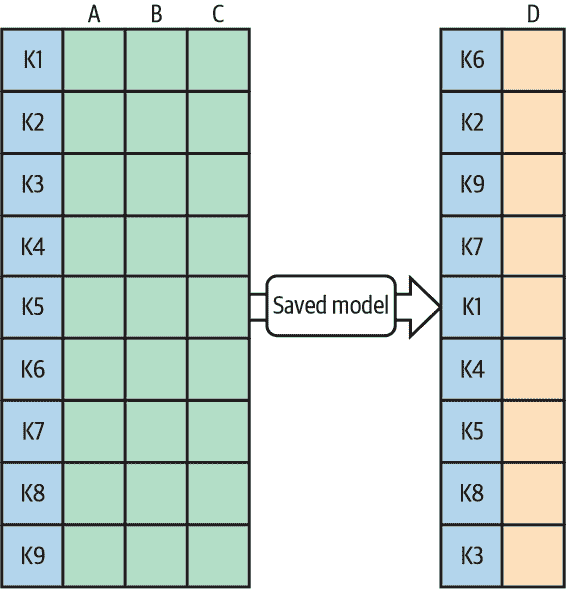 A B C D
K1 K6
K2 K2
K3 K9
K4 K7
K5 Saved model K1
K6 K4
K7 K5
K8 K8
K9 K3